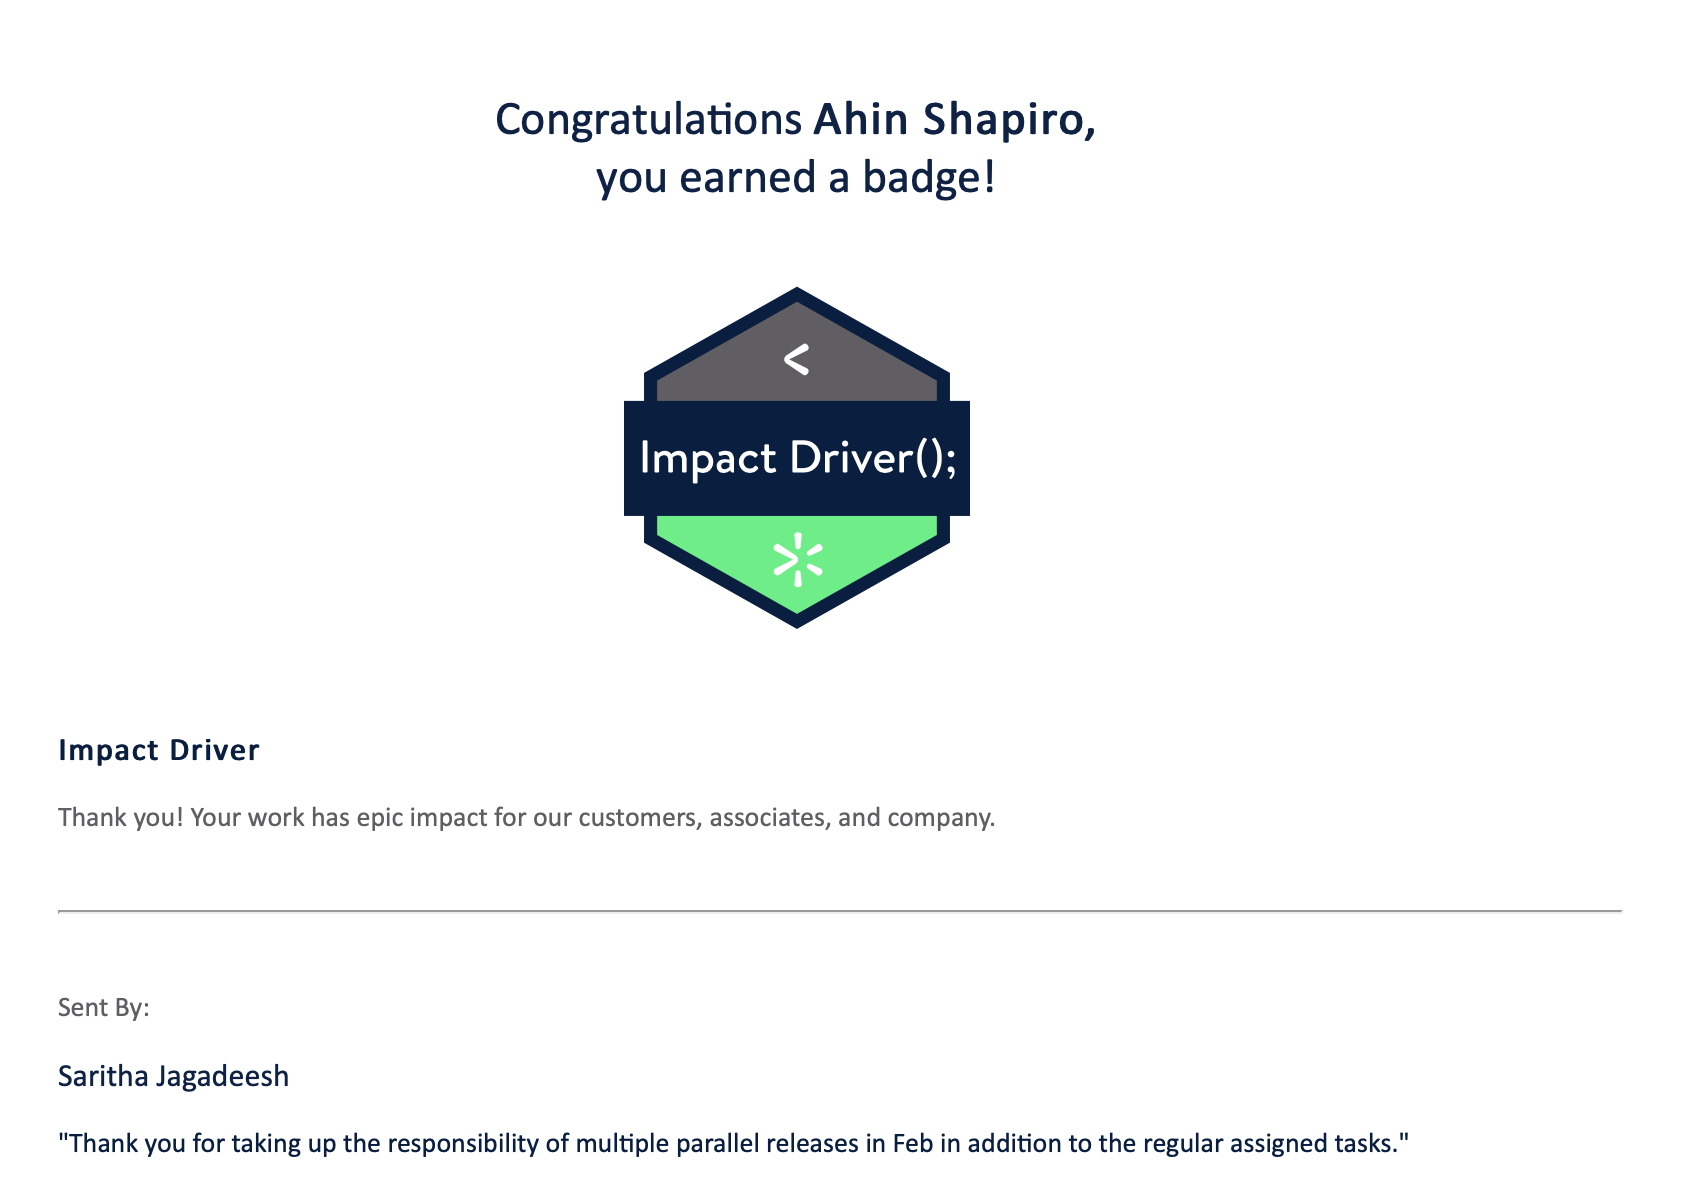 Congratulations Ahin Shapiro,
you earned a badge!
<
Impact Driver();
>
Impact Driver
Thank you! Your work has epic impact for our customers, associates, and company.
Sent By:
Saritha Jagadeesh
"Thank you for taking up the responsibility of multiple parallel releases in Feb in addition to the regular assigned tasks."